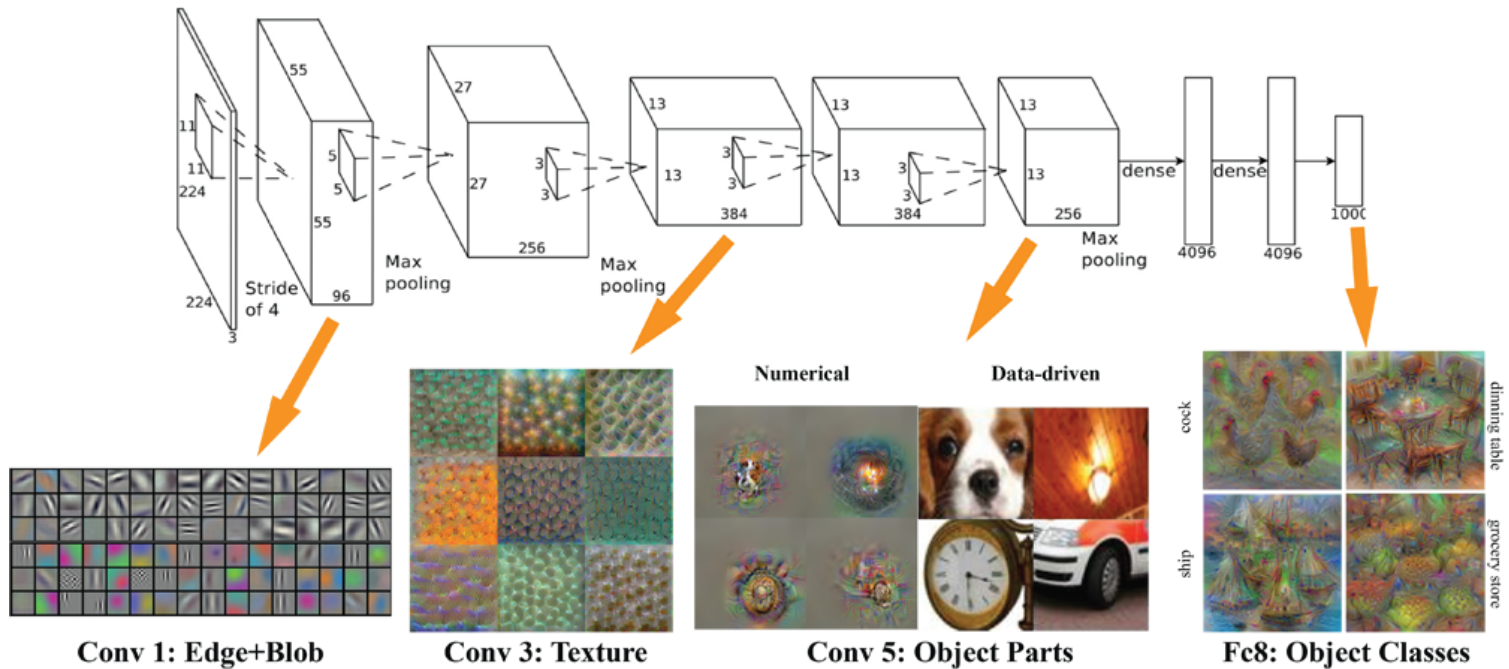 11
11
224
224
3
Stride
of 4
55
55
96
5
5
Max
pooling
27
27
256
3
3
Max
pooling
13
13
384
3
3
13
13
384
3
3
13
13
256
Max
pooling
dense
4096
dense
4096
1000
Numerical
Data-driven
cock
ship
dinning table
grocery store
Conv 1: Edge+Blob
Conv 3: Texture
Conv 5: Object Parts
Fc8: Object Classes